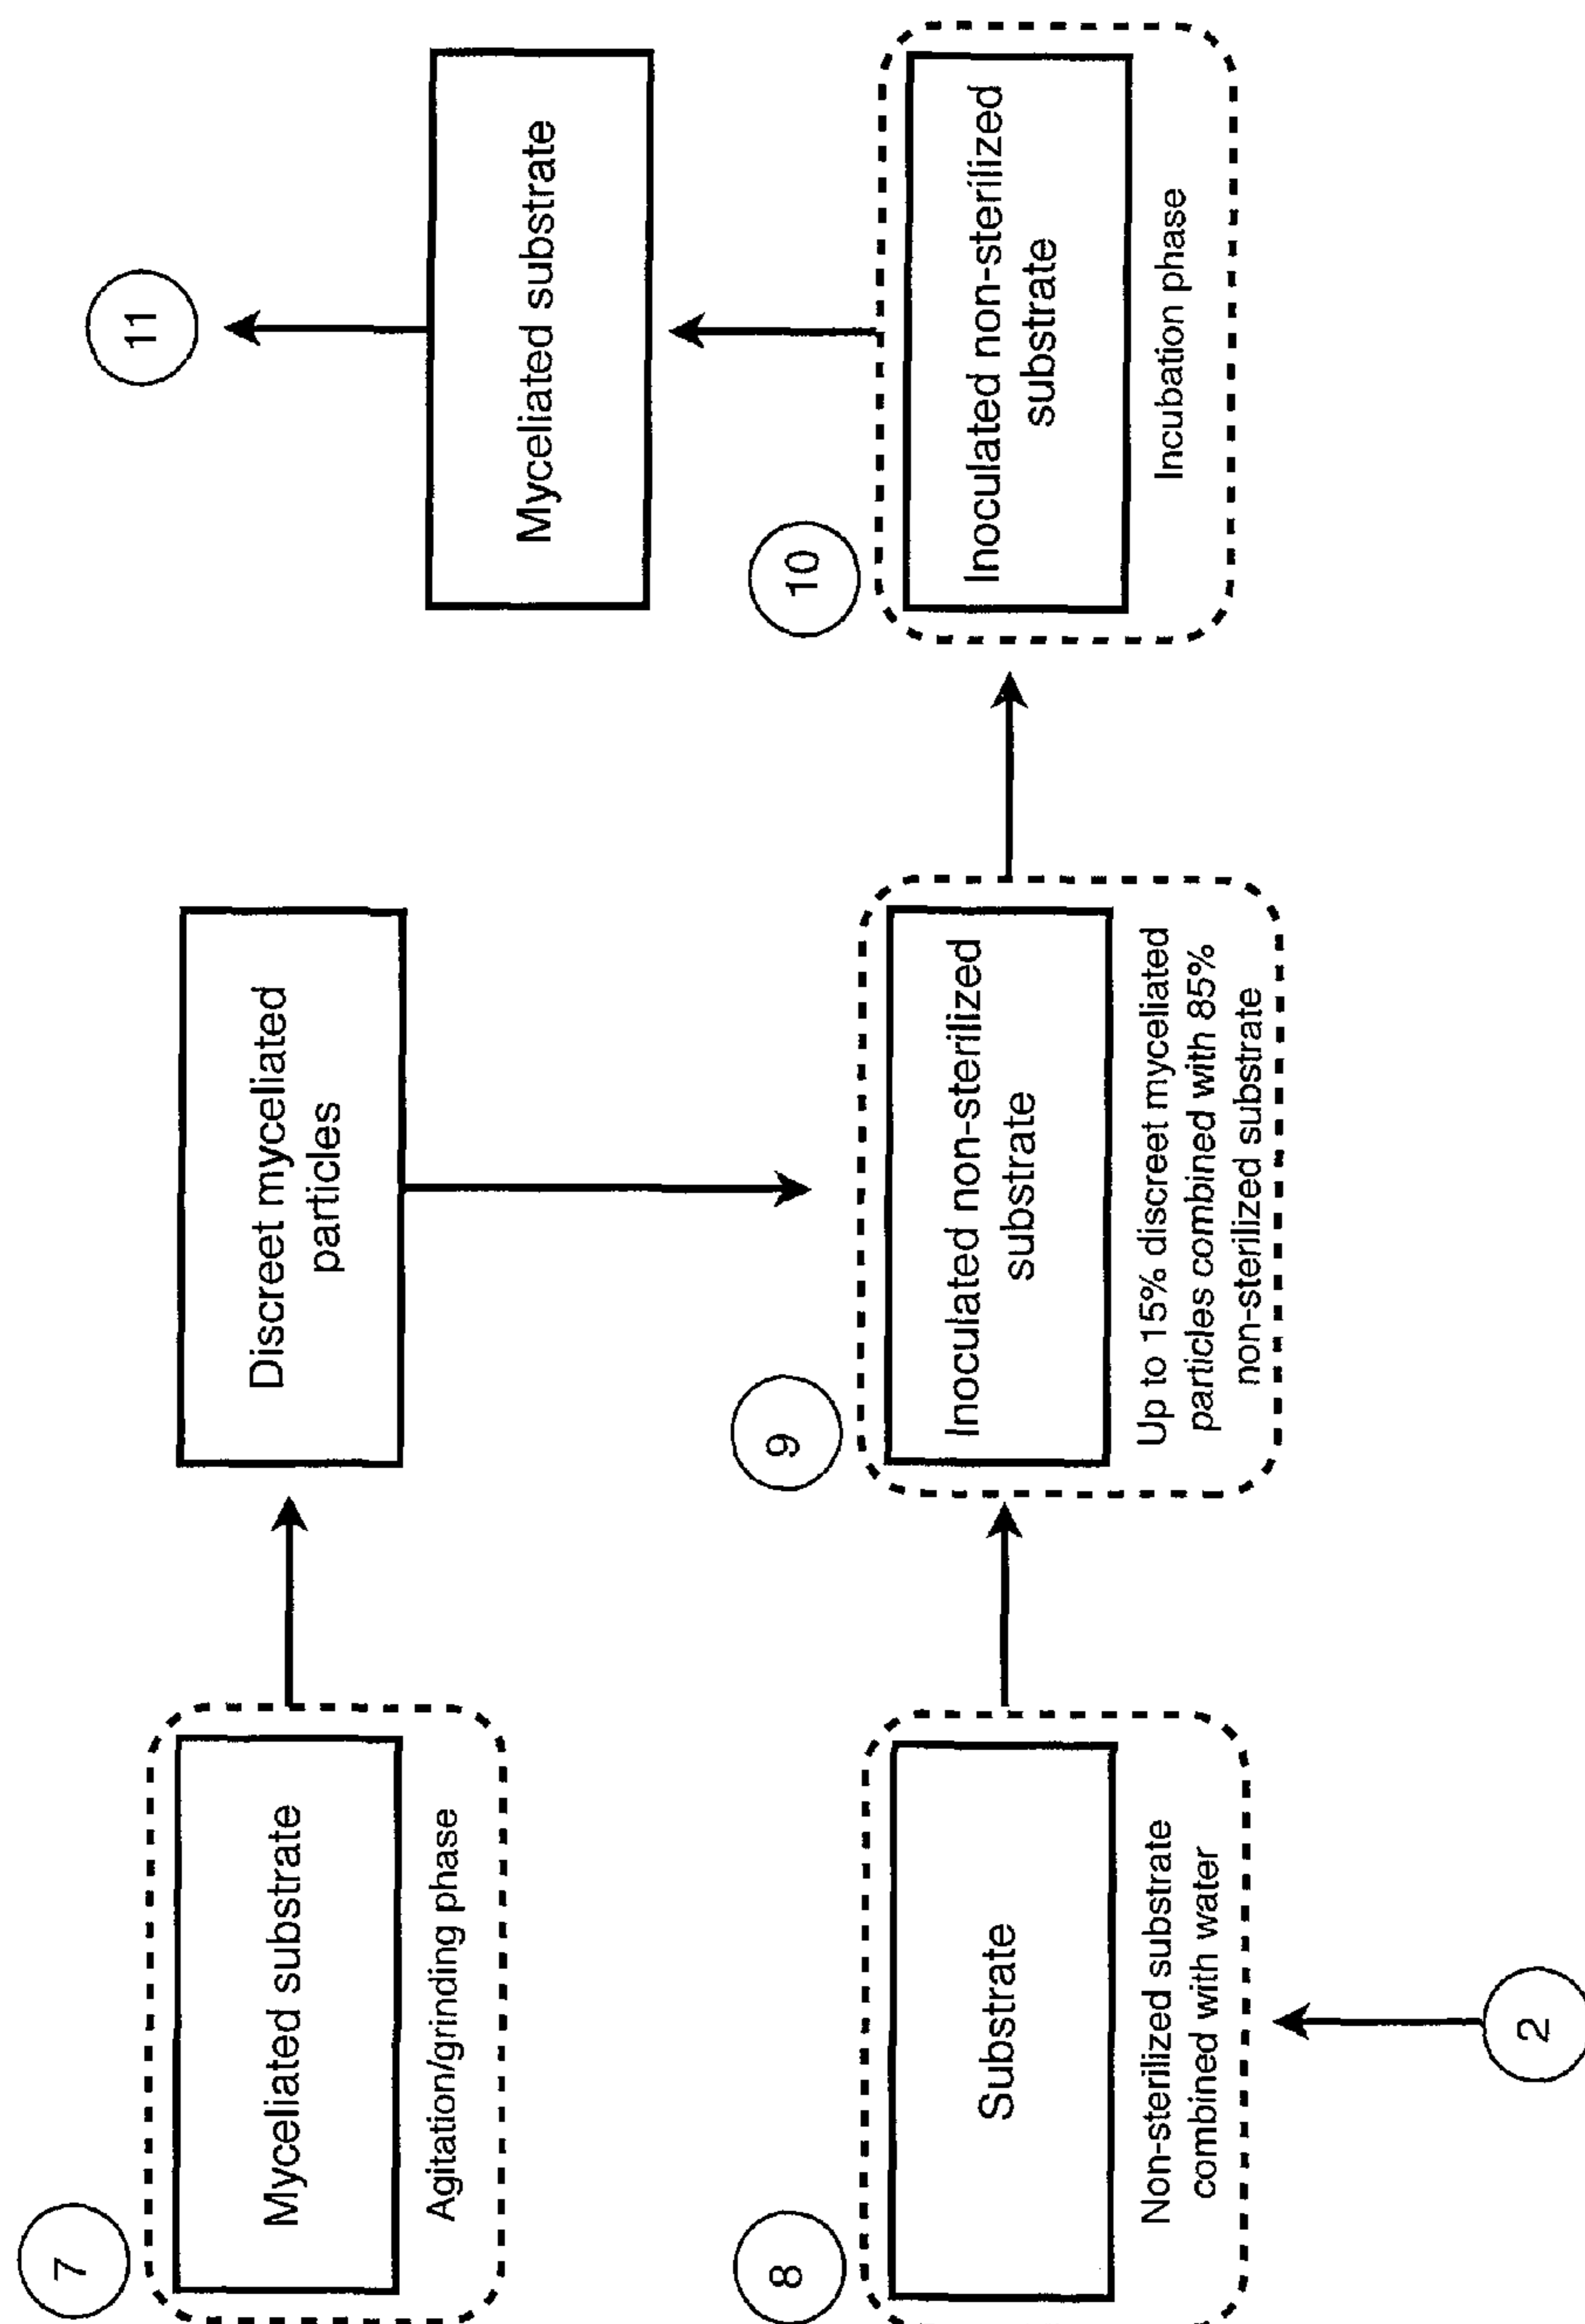 7
Myceliated substrate
Agitation/grinding phase
Discreet myceliated
particles
11
Myceliated substrate
8
Substrate
Non-sterilized substrate
combined with water
2
9
Inoculated non-sterilized
substrate
Up to 15% discreet myceliated
particles combined with 85%
non-sterilized substrate
10
Inoculated non-sterilized
substrate
Incubation phase